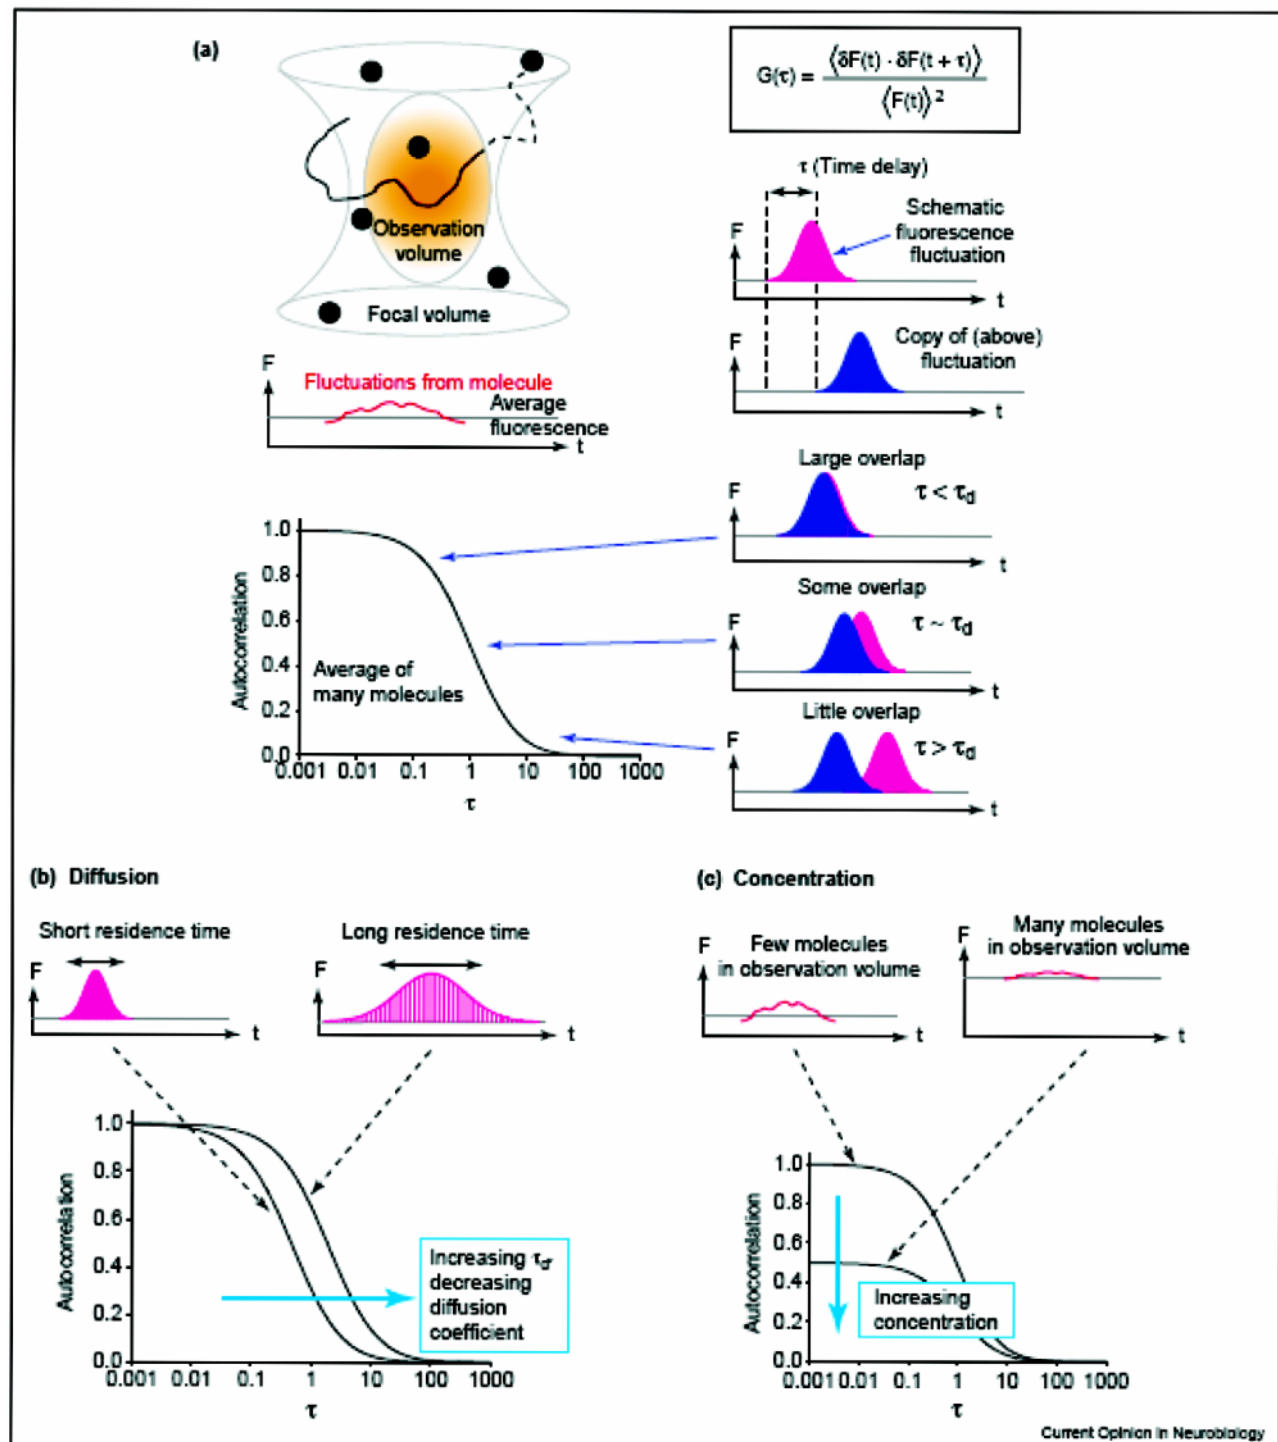 (a)
G(τ) = ⟨δF(t) · δF(t + τ)⟩
⟨F(t)⟩ 2
Observation
volume
Focal volume
F
Fluctuations from molecule
Average
fluorescence
t
τ (Time delay)
F
Schematic
fluorescence
fluctuation
t
F
Copy of (above)
fluctuation
t
Large overlap
F
τ < τd
t
Some overlap
F
τ ~ τd
t
Little overlap
F
τ > τd
t
Autocorrelation
1.0
0.8
0.6
0.4
0.2
0.0
Average of
many molecules
0.001 0.01 0.1 1 10 100 1000
τ
(b) Diffusion
Short residence time
F
t
Long residence time
F
t
Autocorrelation
1.0
0.8
0.6
0.4
0.2
0.0
Increasing τd,
decreasing
diffusion
coefficient
0.001 0.01 0.1 1 10 100 1000
τ
(c) Concentration
F
Few molecules
in observation volume
t
F
Many molecules
in observation volume
t
Autocorrelation
1.0
0.8
0.6
0.4
0.2
0.0
Increasing
concentration
0.001 0.01 0.1 1 10 100 1000
τ
Current Opinion in Neurobiology